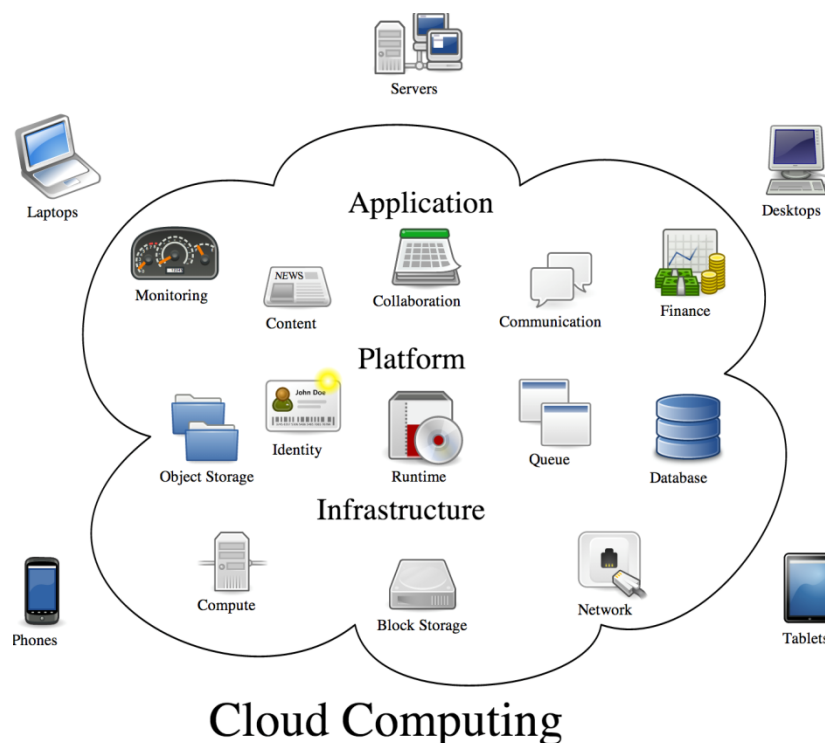 Servers
Laptops
Desktops
Application
Monitoring
NEWS
Content
Collaboration
Communication
Finance
Platform
John Doe
Object Storage
Identity
Runtime
Queue
Database
Infrastructure
Compute
Block Storage
Network
Phones
Tablets
Cloud Computing